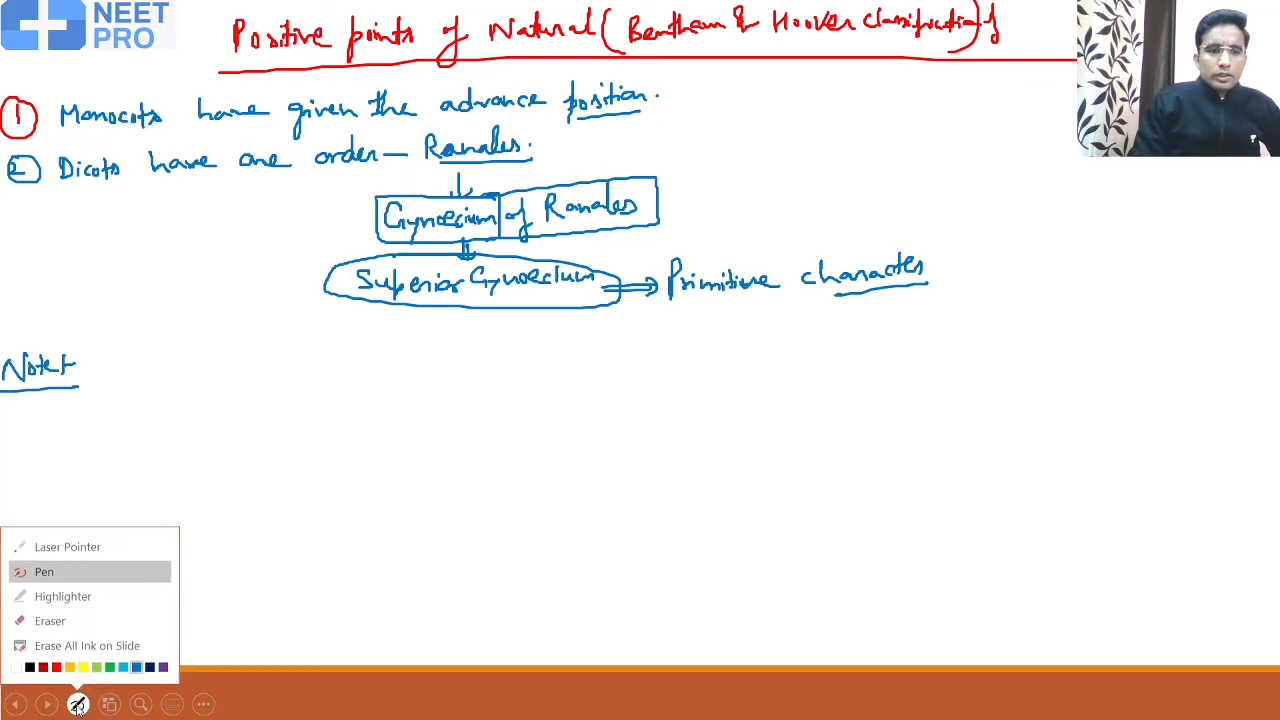 NEET
PRO
Positive points of Natural (Bentham & Hoover classification)
1 Monocots have given the advance position.
2 Dicots have one order — Ranales.
Gynoecium of Ranales
Superior Gynoecium ⇒ Primitive character
Note:
Laser Pointer
Pen
Highlighter
Eraser
Erase All Ink on Slide